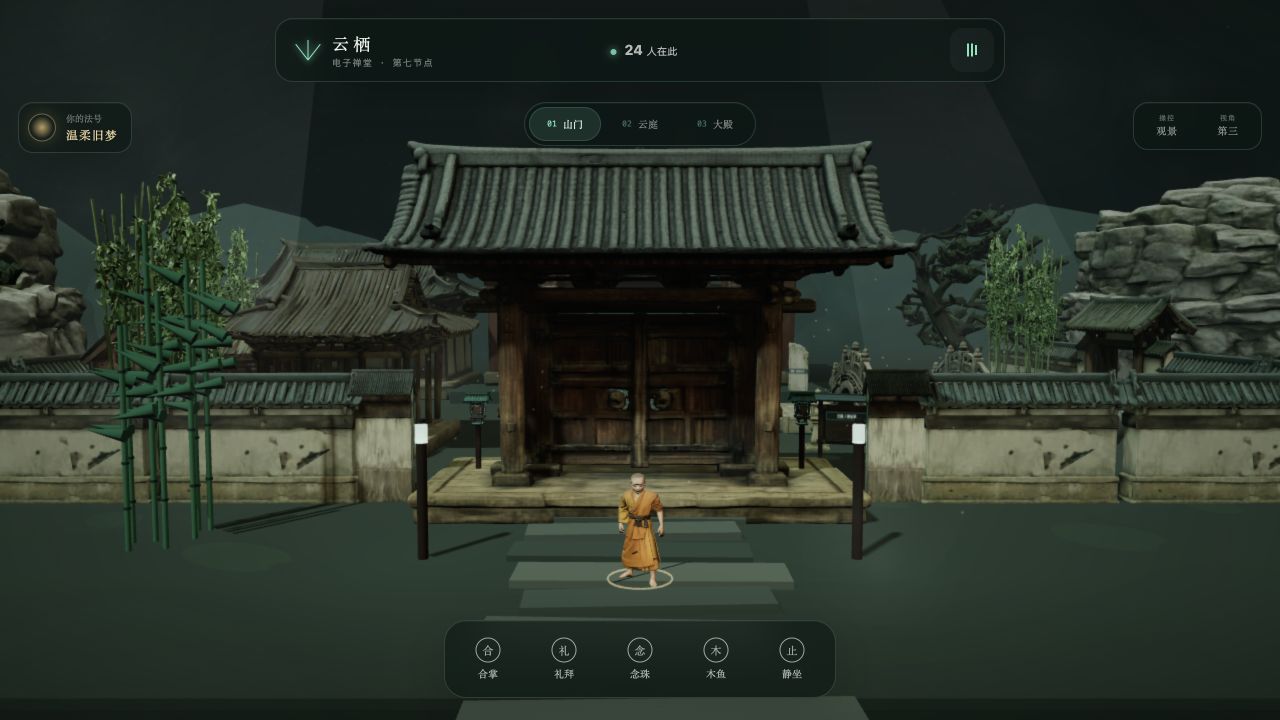 云栖
电子禅堂 · 第七节点
24 人在此
你的法号
温柔旧梦
01 山门
02 云庭
03 大殿
操控
观景
视角
第三
合
合掌
礼
礼拜
念
念珠
木
木鱼
止
静坐